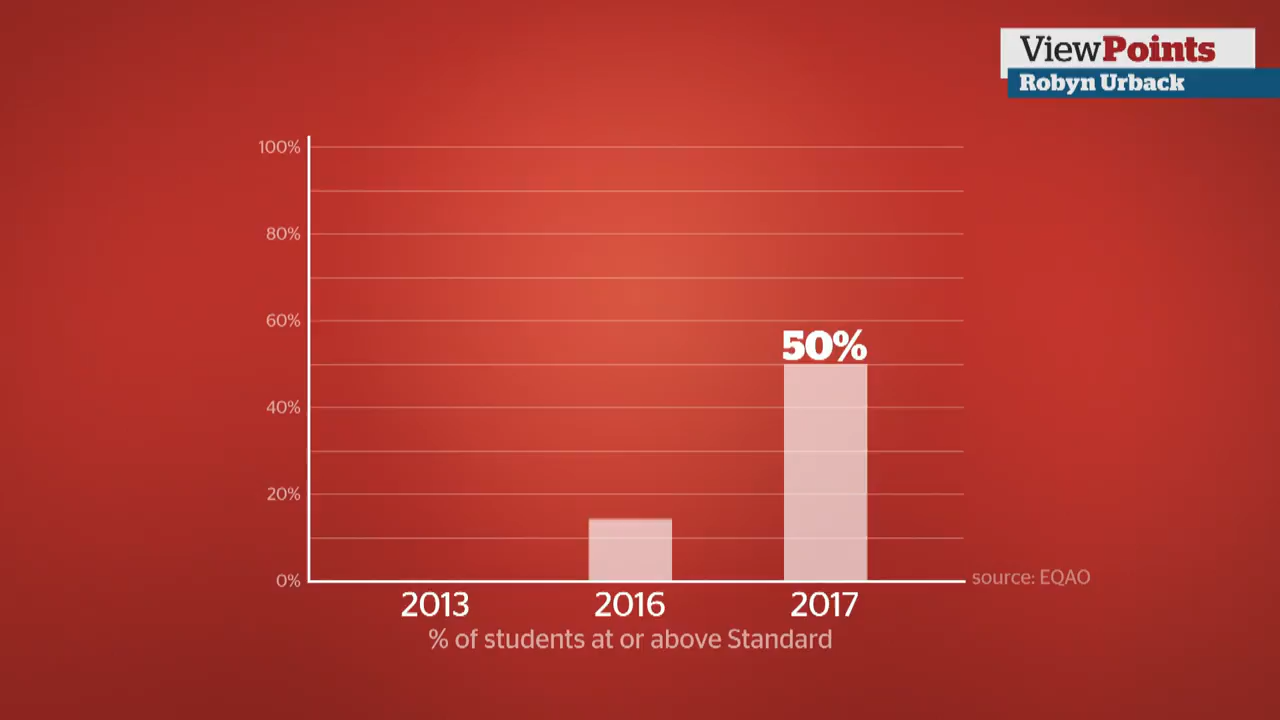 ViewPoints
Robyn Urback
100%
80%
60%
50%
40%
20%
0%
source: EQAO
2013 2016 2017
% of students at or above Standard